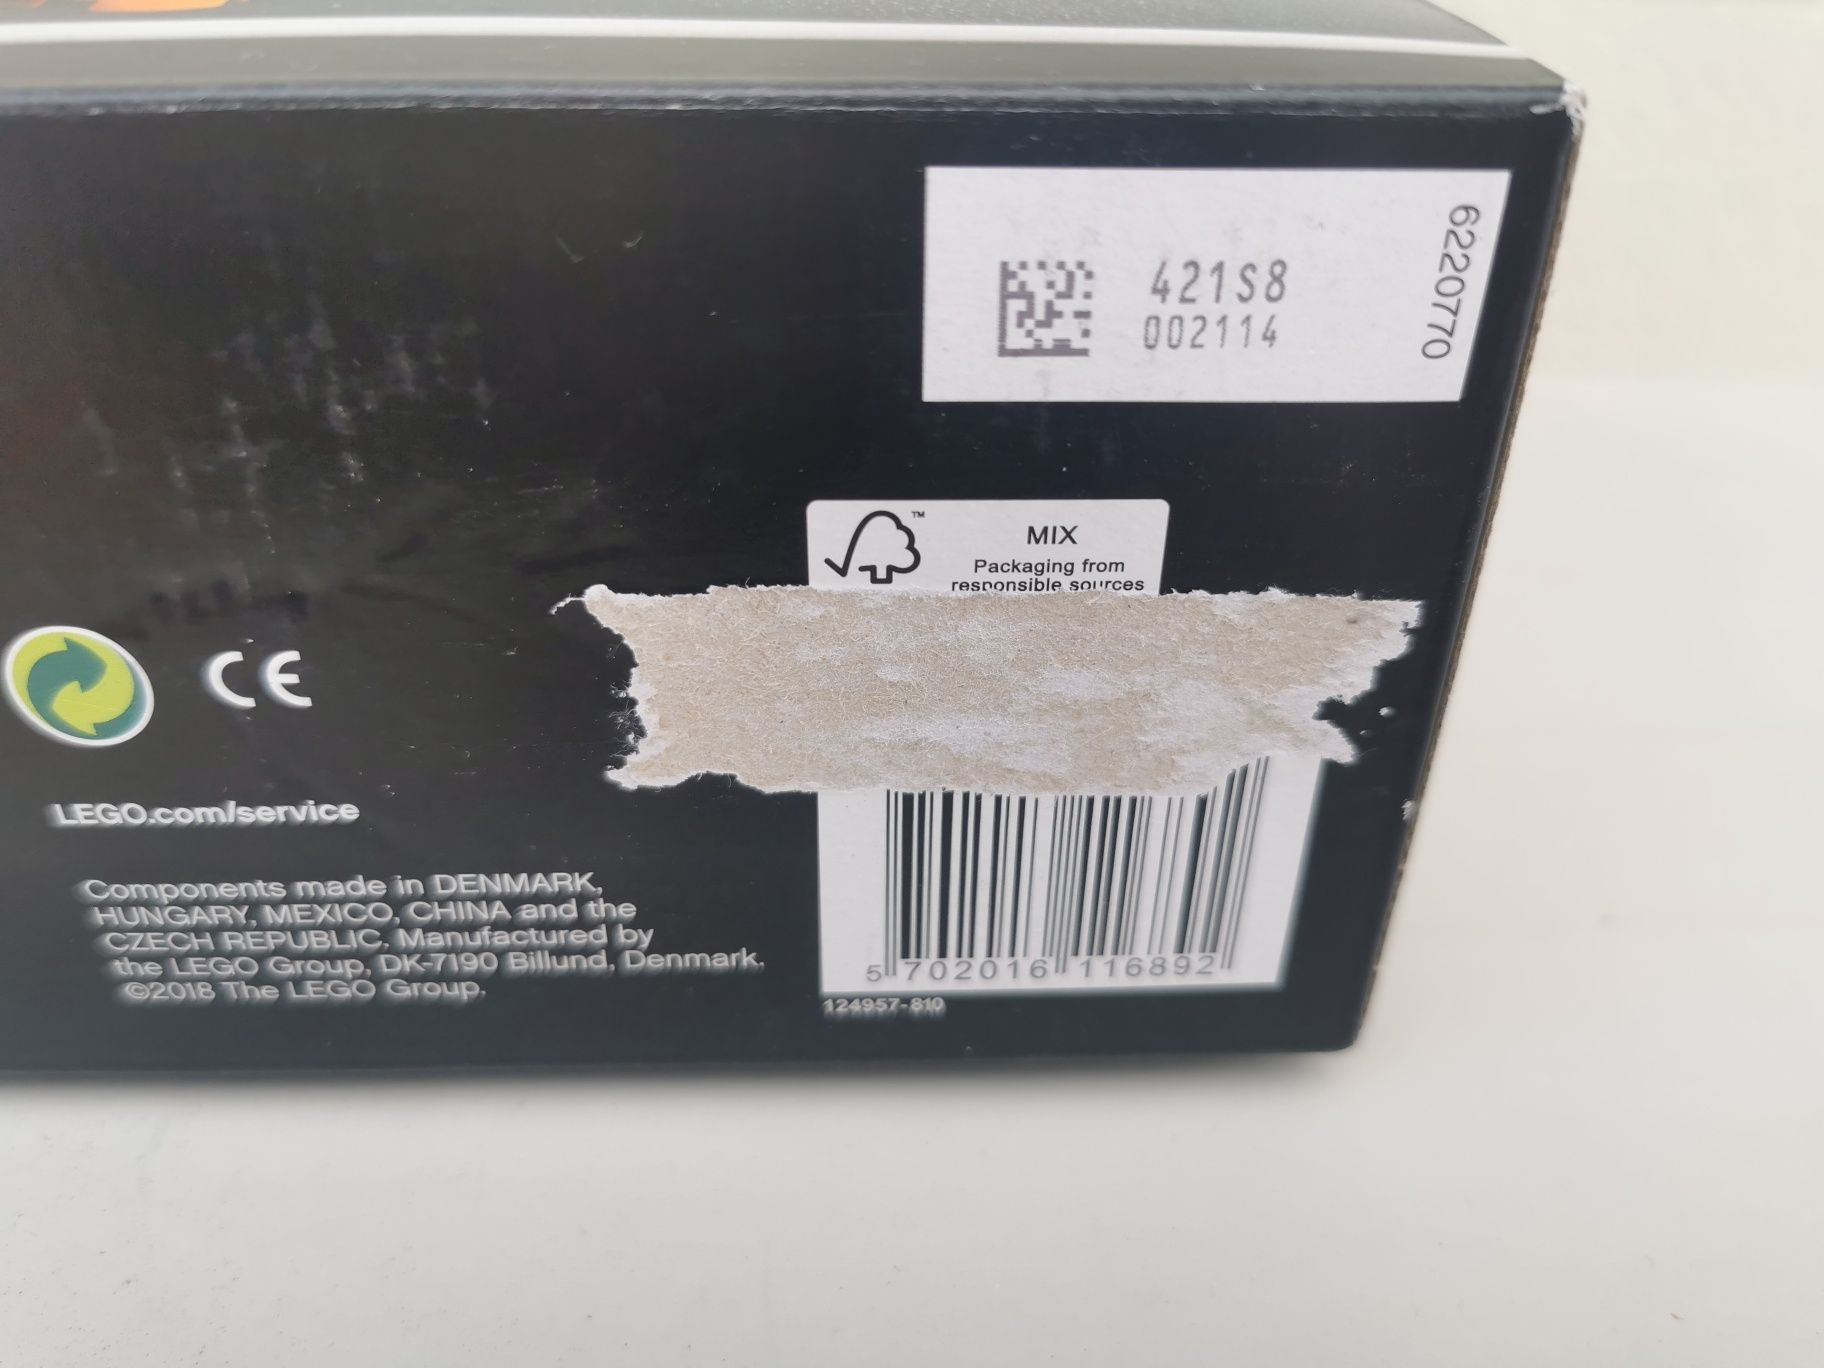 421S8
002114
6220770
TM
MIX
Packaging from
responsible sources
CE
LEGO.com/service
Components made in DENMARK,
HUNGARY, MEXICO, CHINA and the
CZECH REPUBLIC. Manufactured by
the LEGO Group, DK-7190 Billund, Denmark.
©2018 The LEGO Group.
5 702016 116892
124957-810